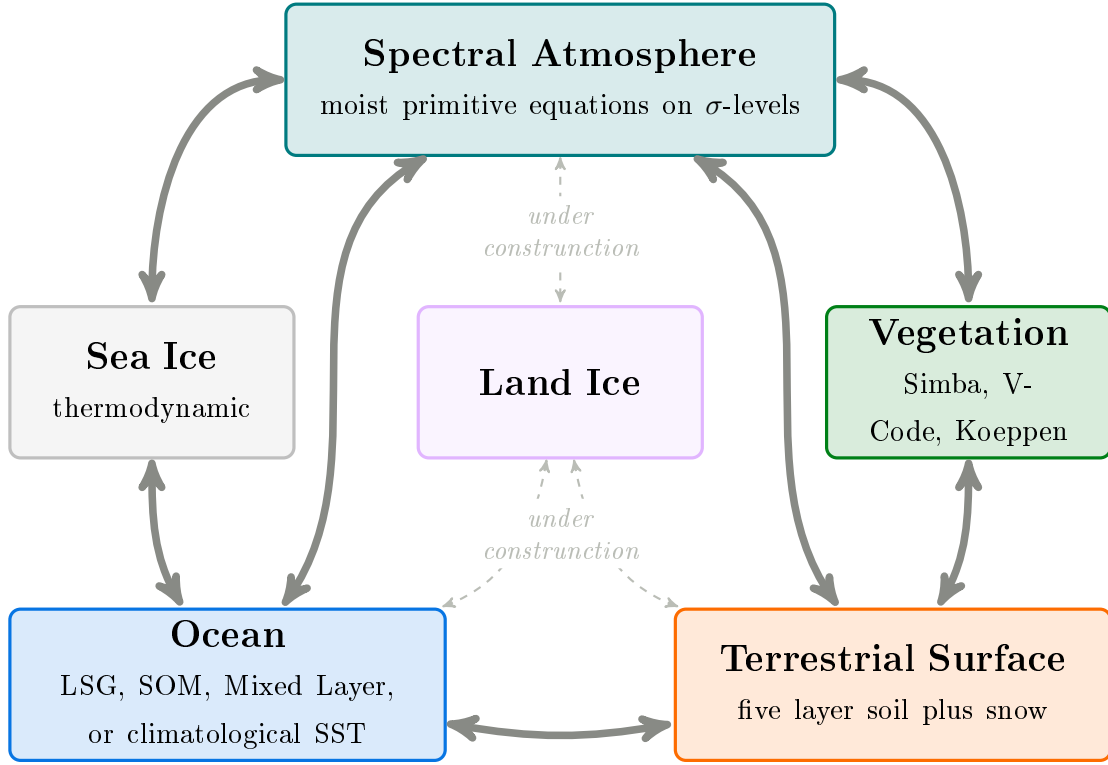 Spectral Atmosphere
moist primitive equations on σ-levels
under
construnction
Sea Ice
thermodynamic
Land Ice
Vegetation
Simba, V-
Code, Koeppen
under
construnction
Ocean
LSG, SOM, Mixed Layer,
or climatological SST
Terrestrial Surface
five layer soil plus snow